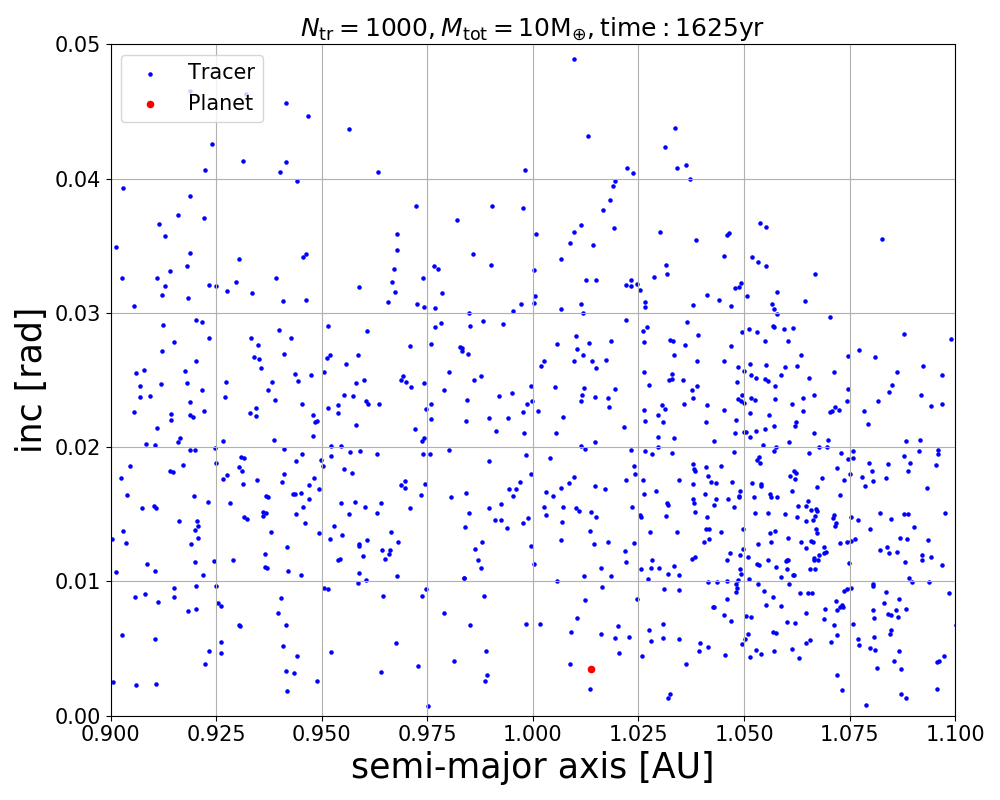 N_tr = 1000, M_tot = 10M_⊕, time : 1625yr
0.05
0.04
0.03
0.02
0.01
0.00
inc [rad]
Tracer
Planet
0.900 0.925 0.950 0.975 1.000 1.025 1.050 1.075 1.100
semi-major axis [AU]